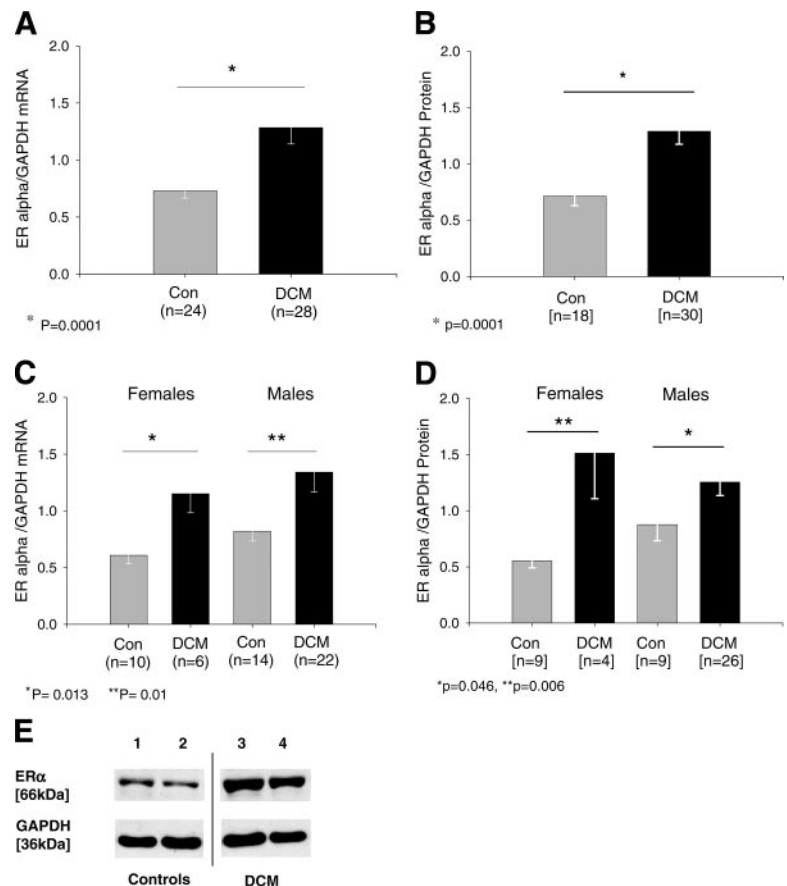 A
ER alpha/GAPDH mRNA
2.0
1.5
1.0
0.5
0.0
*
Con
(n=24)
DCM
(n=28)
* P=0.0001
B
ER alpha /GAPDH Protein
2.0
1.5
1.0
0.5
0.0
*
Con
[n=18]
DCM
[n=30]
* p=0.0001
C
ER alpha /GAPDH mRNA
2.0
1.5
1.0
0.5
0.0
Females
Males
*
**
Con
(n=10)
DCM
(n=6)
Con
(n=14)
DCM
(n=22)
*P= 0.013 **P= 0.01
D
ER alpha /GAPDH Protein
2.0
1.5
1.0
0.5
0.0
Females
Males
**
*
Con
[n=9]
DCM
[n=4]
Con
[n=9]
DCM
[n=26]
*p=0.046, **p=0.006
E
1 2 3 4
ERα
[66kDa]
GAPDH
[36kDa]
Controls
DCM